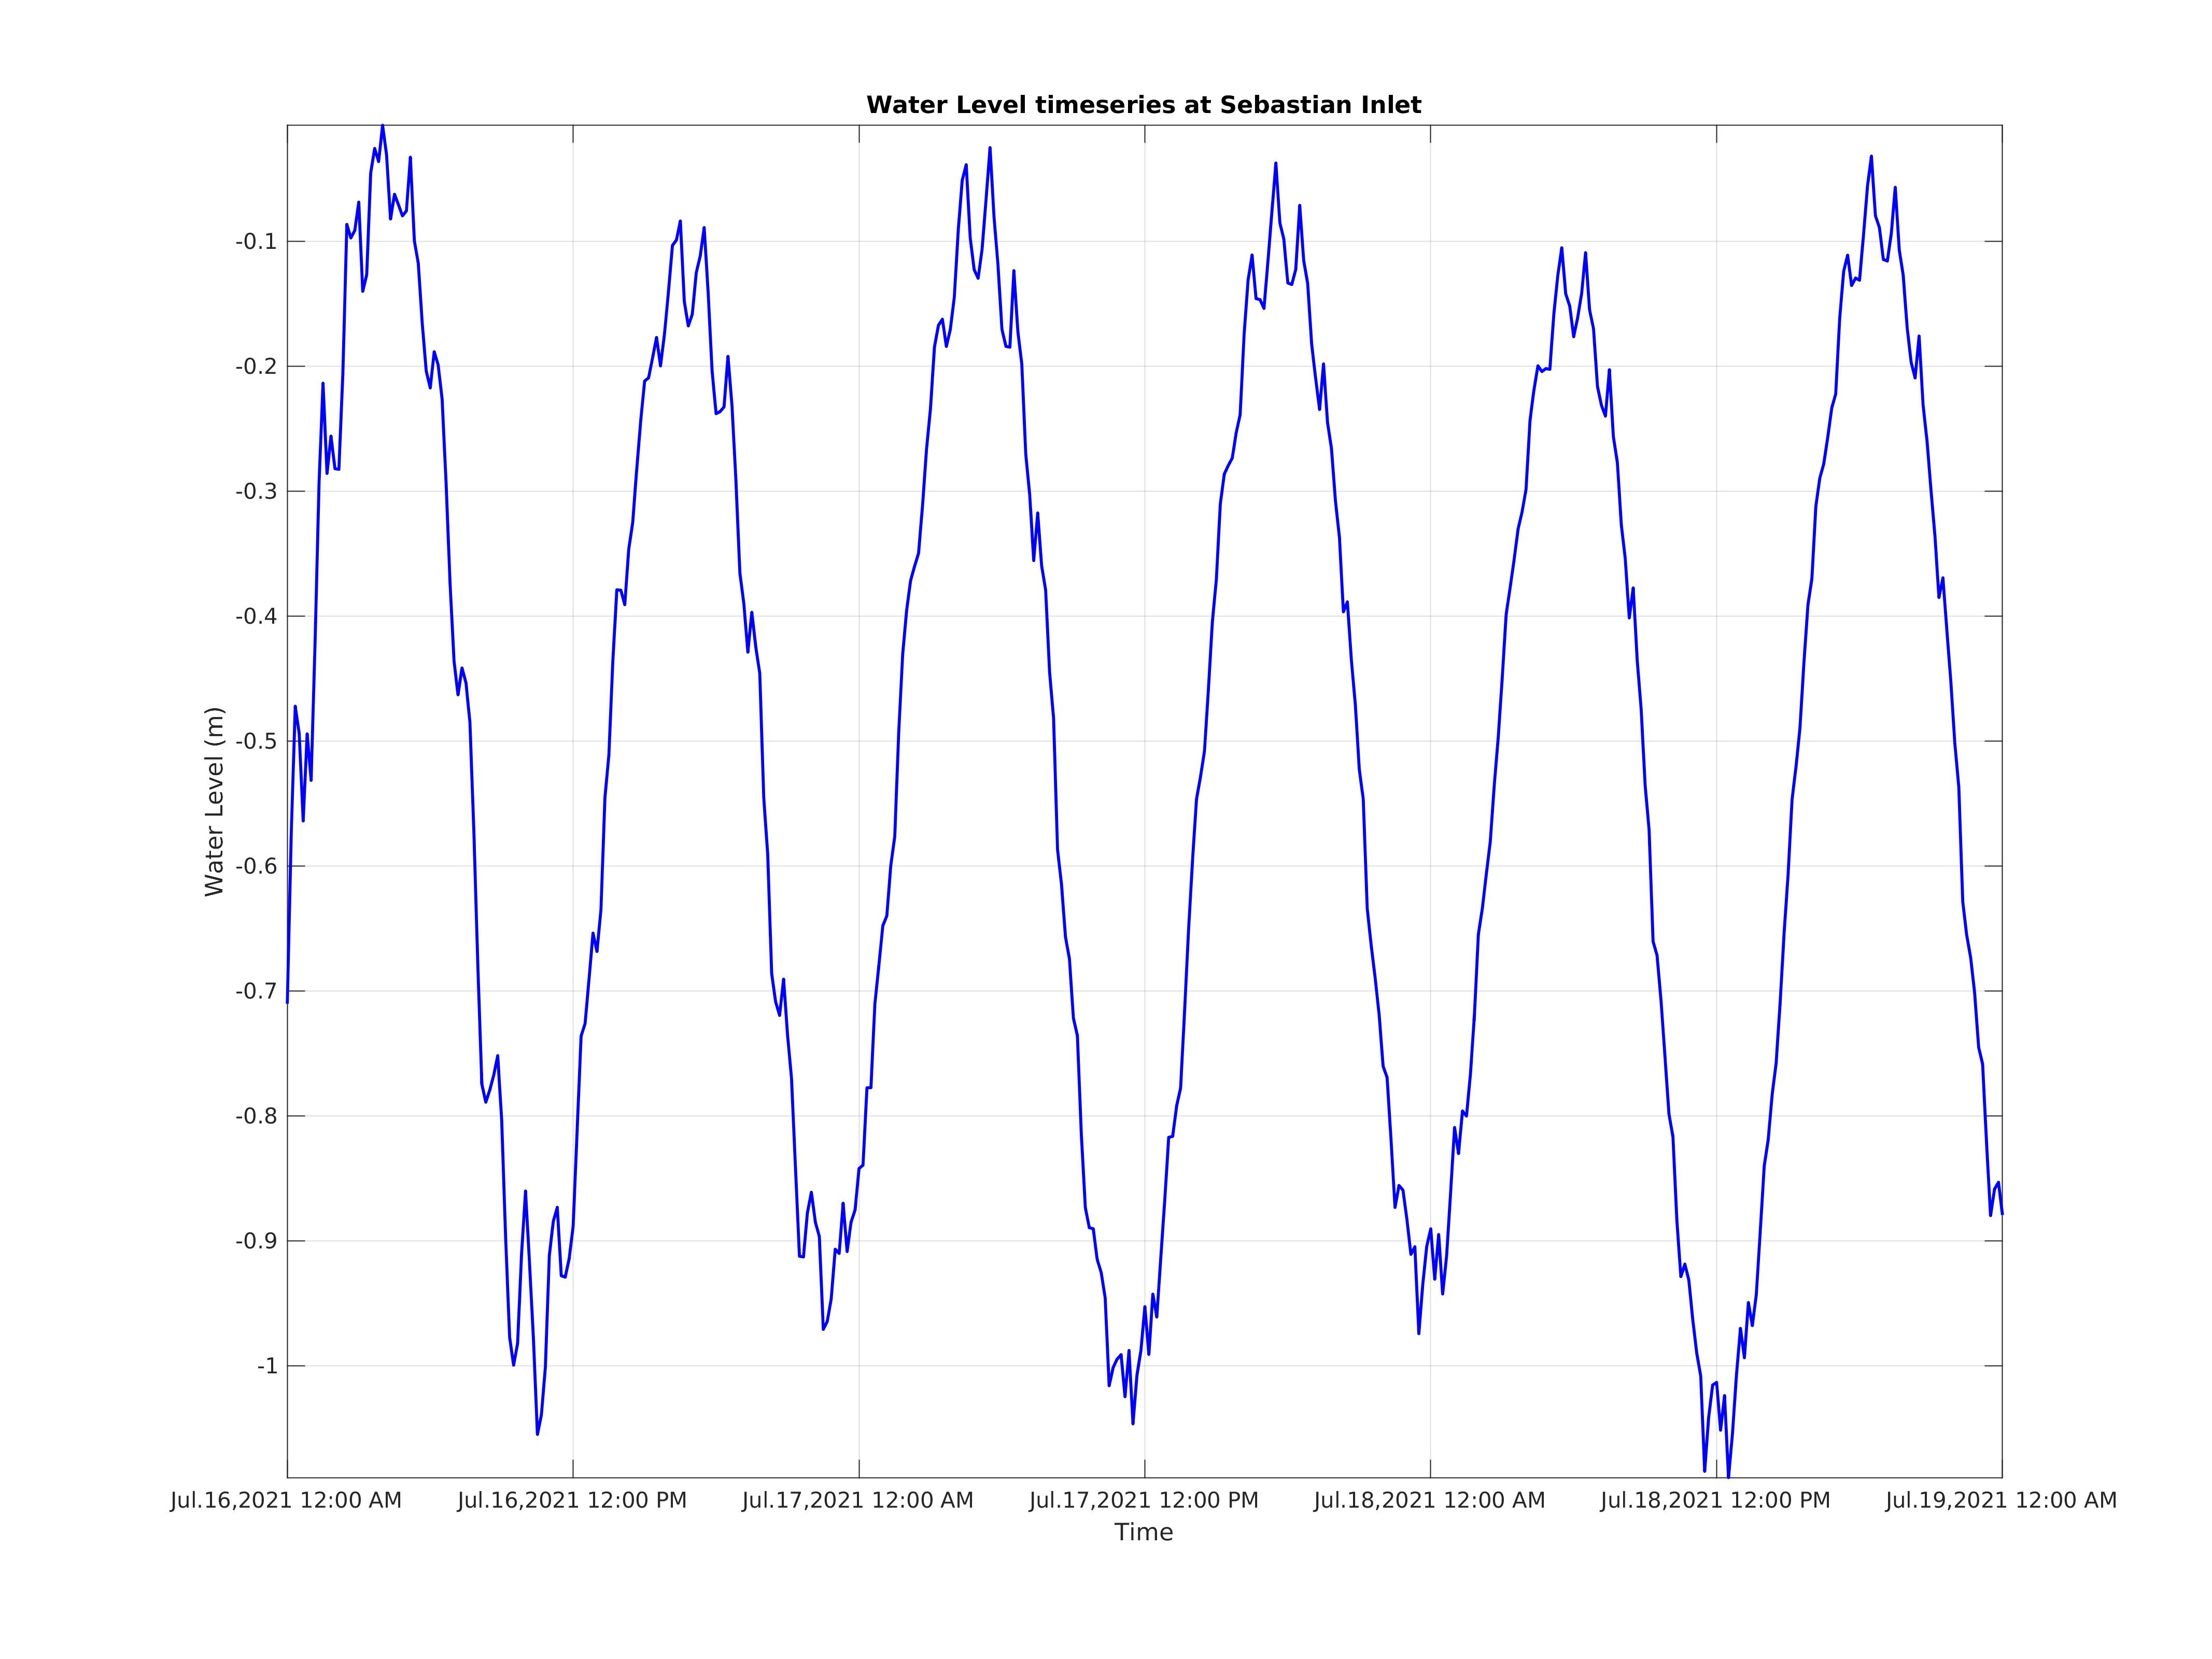 Water Level timeseries at Sebastian Inlet
Water Level (m)
-0.1
-0.2
-0.3
-0.4
-0.5
-0.6
-0.7
-0.8
-0.9
-1
Jul.16,2021 12:00 AM
Jul.16,2021 12:00 PM
Jul.17,2021 12:00 AM
Jul.17,2021 12:00 PM
Jul.18,2021 12:00 AM
Jul.18,2021 12:00 PM
Jul.19,2021 12:00 AM
Time